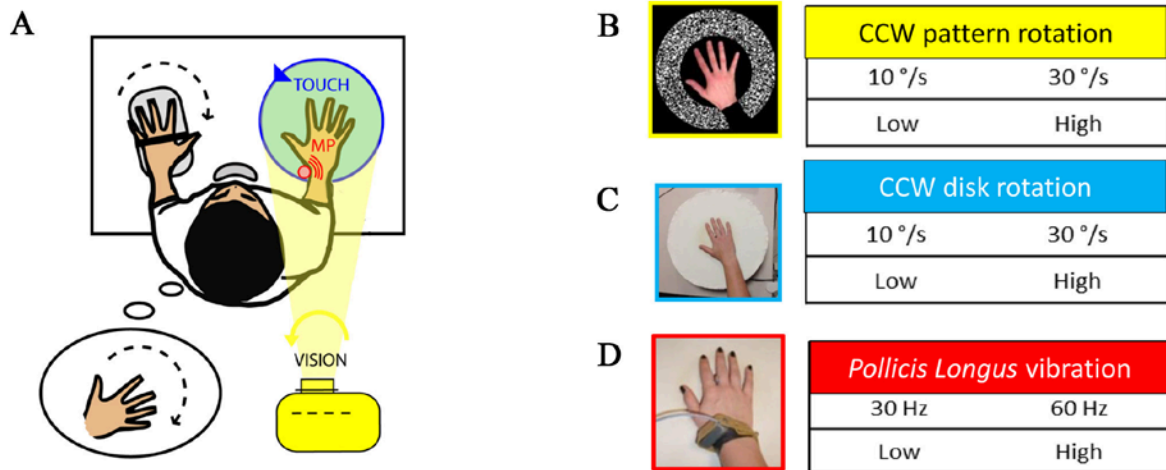 A
TOUCH
MP
VISION
B
CCW pattern rotation
10 °/s 30 °/s
Low High
C
CCW disk rotation
10 °/s 30 °/s
Low High
D
Pollicis Longus vibration
30 Hz 60 Hz
Low High